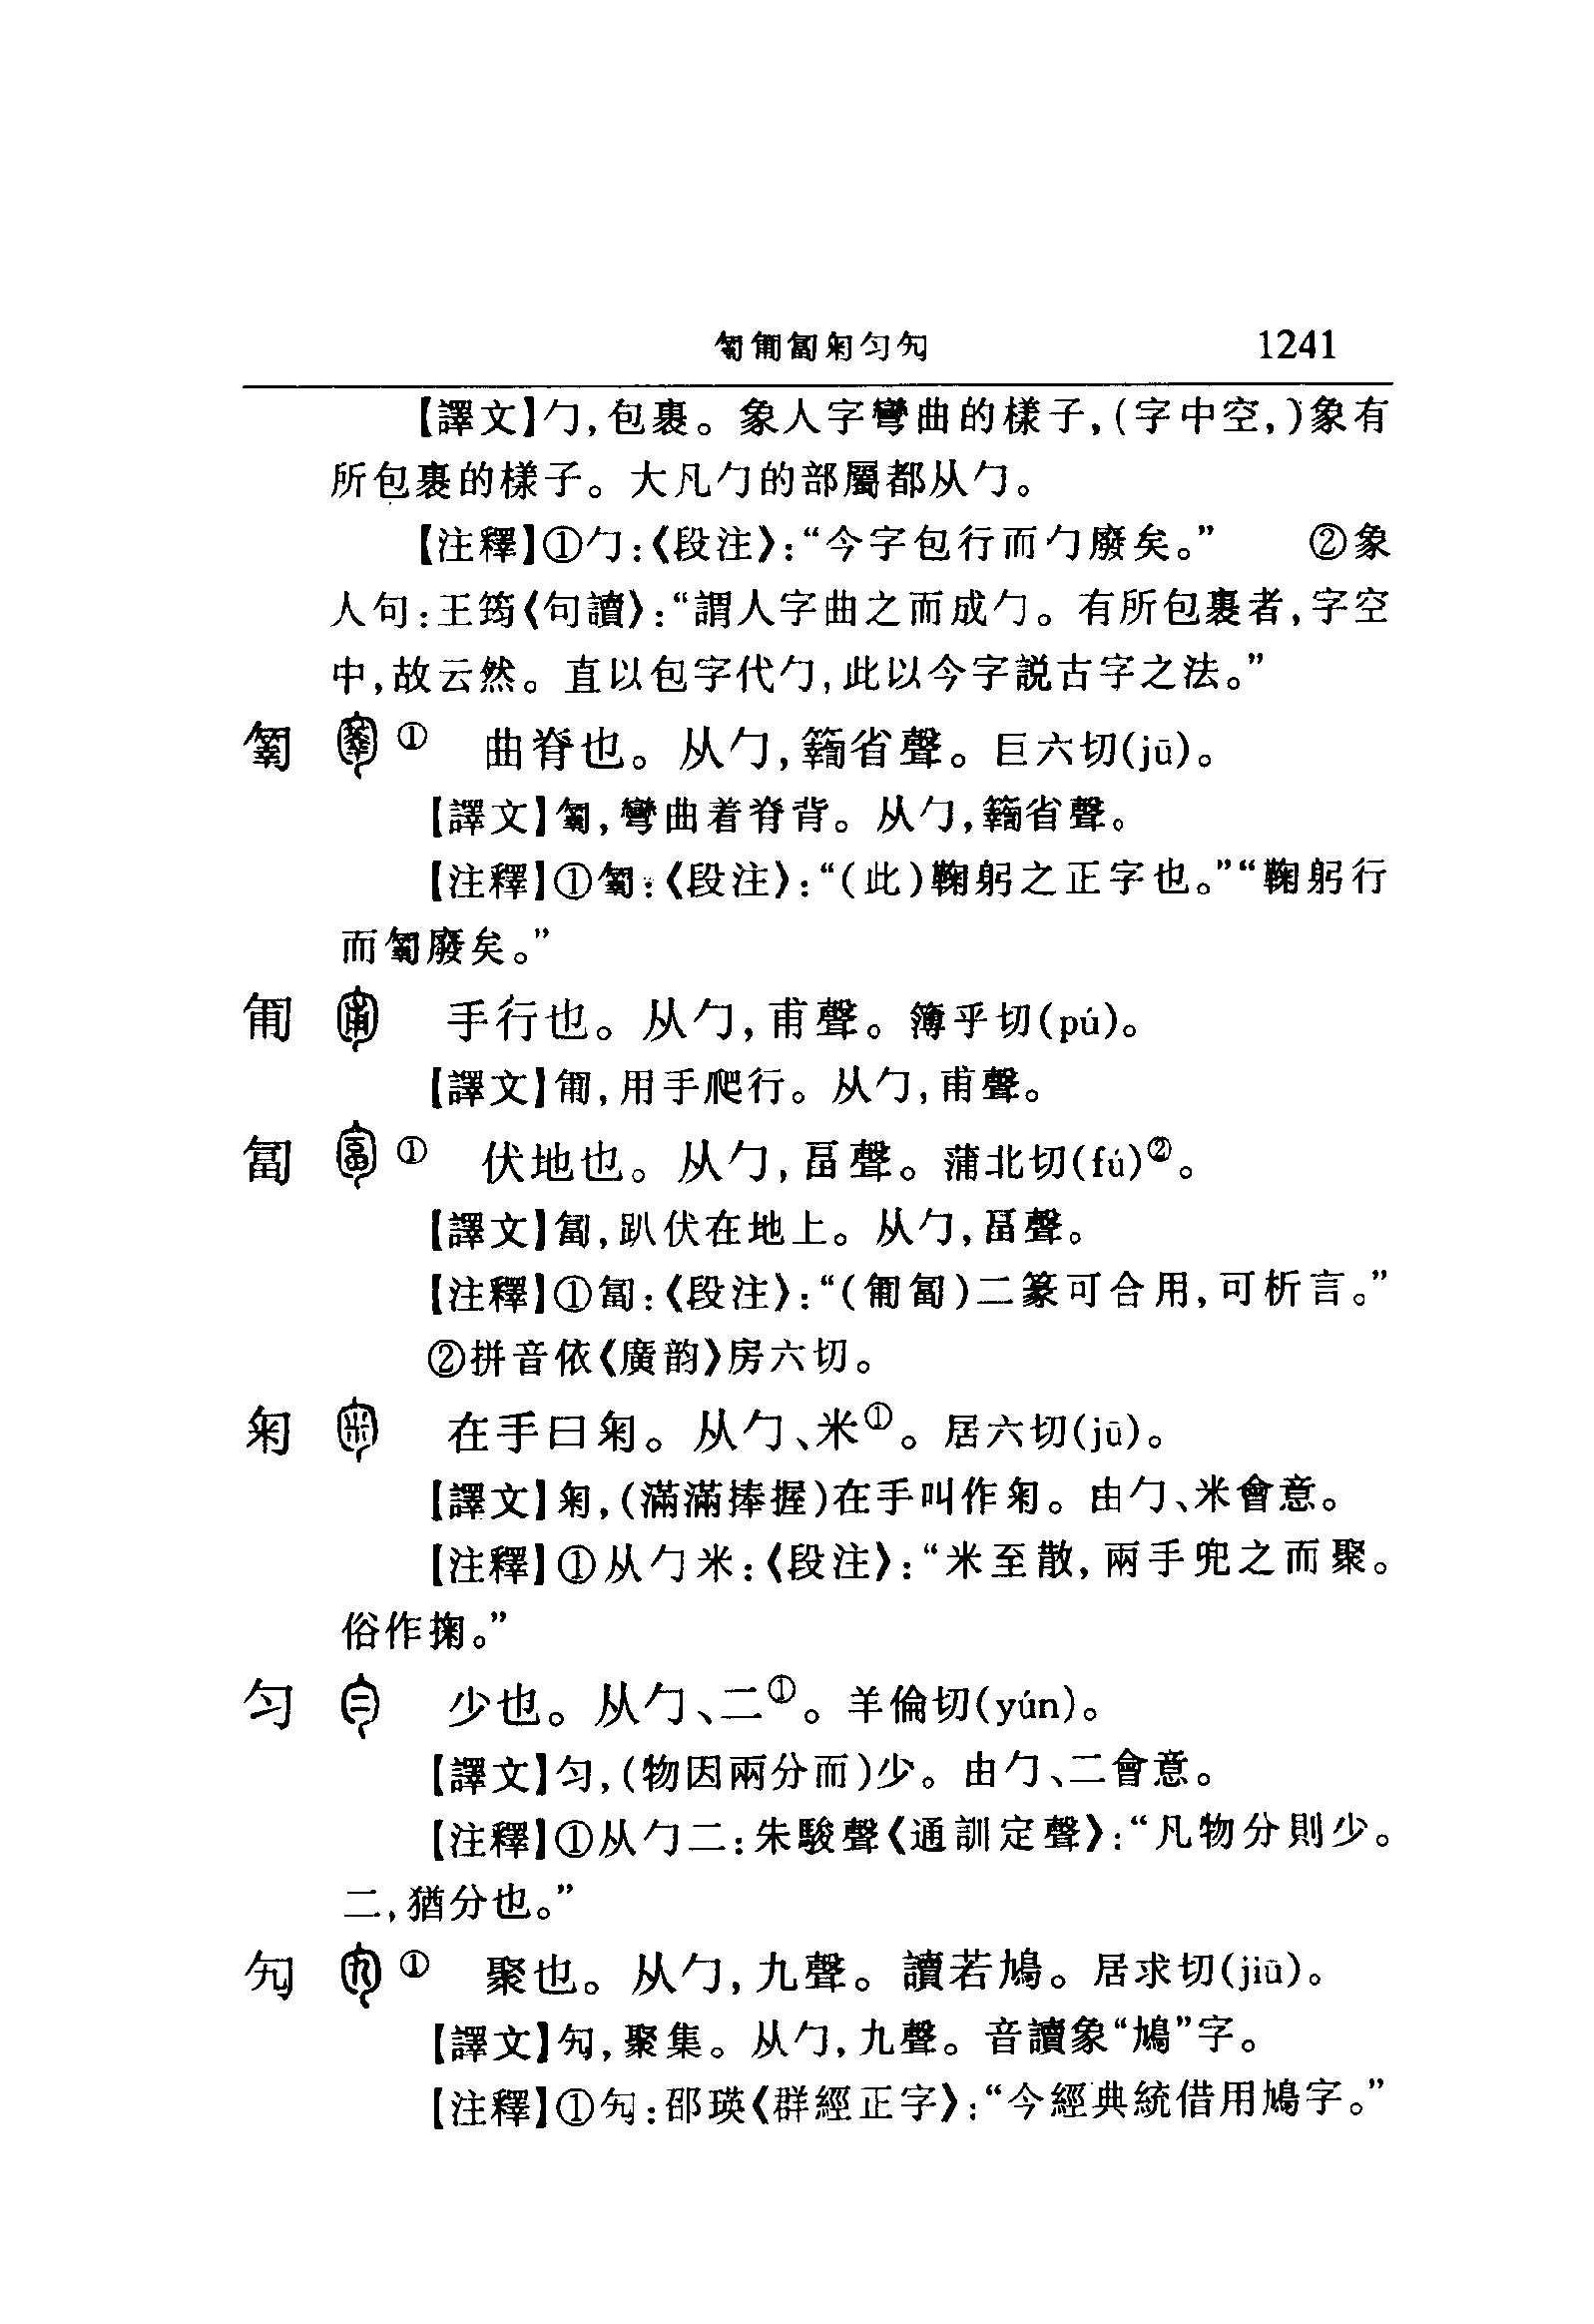 匑匍匐匊勻勼 1241
【譯文】勹,包裹。象人字彎曲的樣子,(字中空,)象有
所包裹的樣子。大凡勹的部屬都从勹。
【注釋】①勹:《段注》:“今字包行而勹廢矣。” ②象
人句:王筠《句讀》:“謂人字曲之而成勹。有所包裹者,字空
中,故云然。直以包字代勹,此以今字説古字之法。”
① 曲脊也。从勹,省聲。巨六切(jū)。
【譯文】,彎曲着脊背。从勹,省聲。
【注釋】①:《段注》:“(此)鞠躬之正字也。”“鞠躬行
而廢矣。”
匍 手行也。从勹,甫聲。簿乎切(pú)。
【譯文】匍,用手爬行。从勹,甫聲。
匐 ① 伏地也。从勹,畐聲。蒲北切(fú)②。
【譯文】匐,趴伏在地上。从勹,畐聲。
【注釋】①匐:《段注》:“(匍匐)二篆可合用,可析言。”
②拼音依《廣韵》房六切。
匊 在手曰匊。从勹、米①。居六切(jū)。
【譯文】匊,(滿滿捧握)在手叫作匊。由勹、米會意。
【注釋】①从勹米:《段注》:“米至散,兩手兜之而聚。
俗作掬。”
勻 少也。从勹、二①。羊倫切(yún)。
【譯文】勻,(物因兩分而)少。由勹、二會意。
【注釋】①从勹二:朱駿聲《通訓定聲》:“凡物分則少。
二,猶分也。”
勼 ① 聚也。从勹,九聲。讀若鳩。居求切(jiū)。
【譯文】勼,聚集。从勹,九聲。音讀象“鳩”字。
【注釋】①勼:邵瑛《群經正字》:“今經典統借用鳩字。”